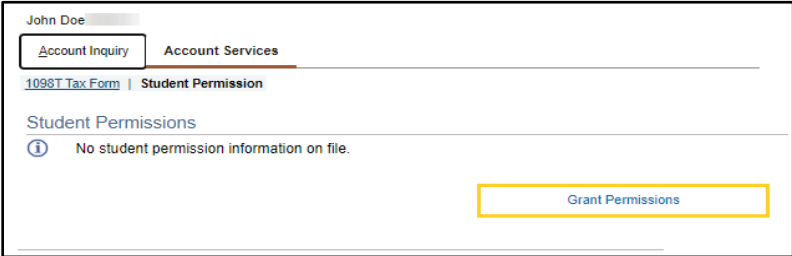 John Doe
Account Inquiry Account Services
1098T Tax Form | Student Permission
Student Permissions
No student permission information on file.
Grant Permissions